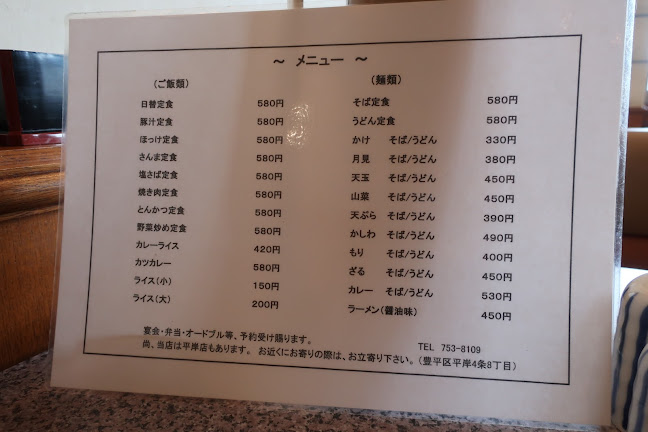 ～ メニュー ～
（ご飯類）
日替定食 580円
豚汁定食 580円
ほっけ定食 580円
さんま定食 580円
塩さば定食 580円
焼き肉定食 580円
とんかつ定食 580円
野菜炒め定食 580円
カレーライス 420円
カツカレー 580円
ライス（小） 150円
ライス（大） 200円
（麺類）
そば定食 580円
うどん定食 580円
かけ そば/うどん 330円
月見 そば/うどん 380円
天玉 そば/うどん 450円
山菜 そば/うどん 450円
天ぷら そば/うどん 390円
かしわ そば/うどん 490円
もり そば/うどん 400円
ざる そば/うどん 450円
カレー そば/うどん 530円
ラーメン（醤油味） 450円
宴会・弁当・オードブル等、予約受け賜ります。 TEL 753-8109
尚、当店は平岸店もあります。 お近くにお寄りの際は、お立寄り下さい。（豊平区平岸4条8丁目）